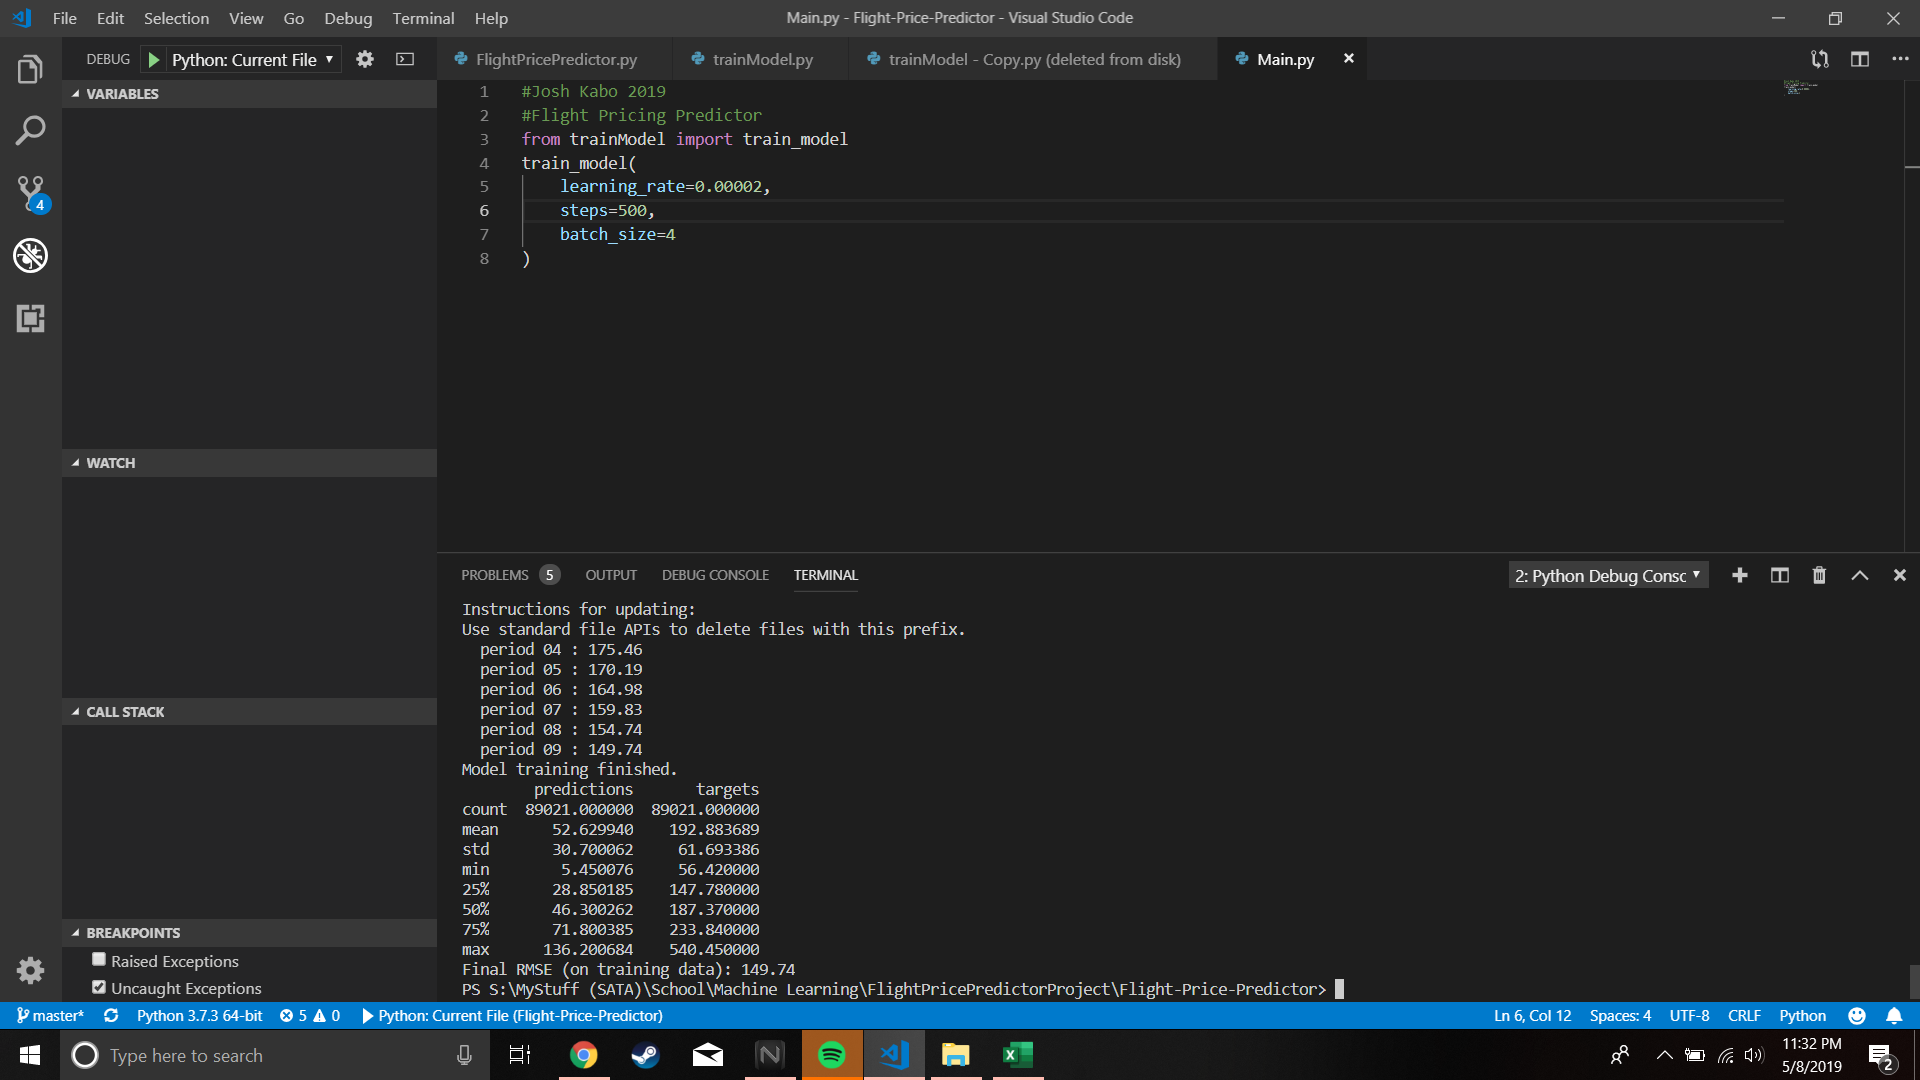 File Edit Selection View Go Debug Terminal Help
Main.py - Flight-Price-Predictor - Visual Studio Code
DEBUG Python: Current File
FlightPricePredictor.py trainModel.py trainModel - Copy.py (deleted from disk) Main.py
VARIABLES
4
WATCH
CALL STACK
BREAKPOINTS
Raised Exceptions
Uncaught Exceptions
1 #Josh Kabo 2019
2 #Flight Pricing Predictor
3 from trainModel import train_model
4 train_model(
5 learning_rate=0.00002,
6 steps=500,
7 batch_size=4
8 )
PROBLEMS 5 OUTPUT DEBUG CONSOLE TERMINAL
2: Python Debug Consc
Instructions for updating:
Use standard file APIs to delete files with this prefix.
period 04 : 175.46
period 05 : 170.19
period 06 : 164.98
period 07 : 159.83
period 08 : 154.74
period 09 : 149.74
Model training finished.
predictions targets
count 89021.000000 89021.000000
mean 52.629940 192.883689
std 30.700062 61.693386
min 5.450076 56.420000
25% 28.850185 147.780000
50% 46.300262 187.370000
75% 71.800385 233.840000
max 136.200684 540.450000
Final RMSE (on training data): 149.74
PS S:\MyStuff (SATA)\School\Machine Learning\FlightPricePredictorProject\Flight-Price-Predictor>
master* Python 3.7.3 64-bit 5 0 Python: Current File (Flight-Price-Predictor)
Ln 6, Col 12 Spaces: 4 UTF-8 CRLF Python
Type here to search
11:32 PM
5/8/2019
2